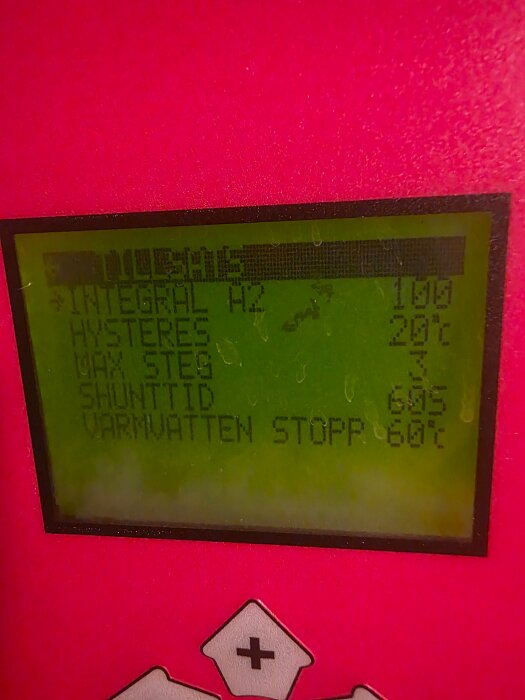 TILLSATS
INTEGRAL A2 100
HYSTERES 20°c
MAX STEG 3
SHUNTTID 60S
VARMVATTEN STOPP 60°c
+